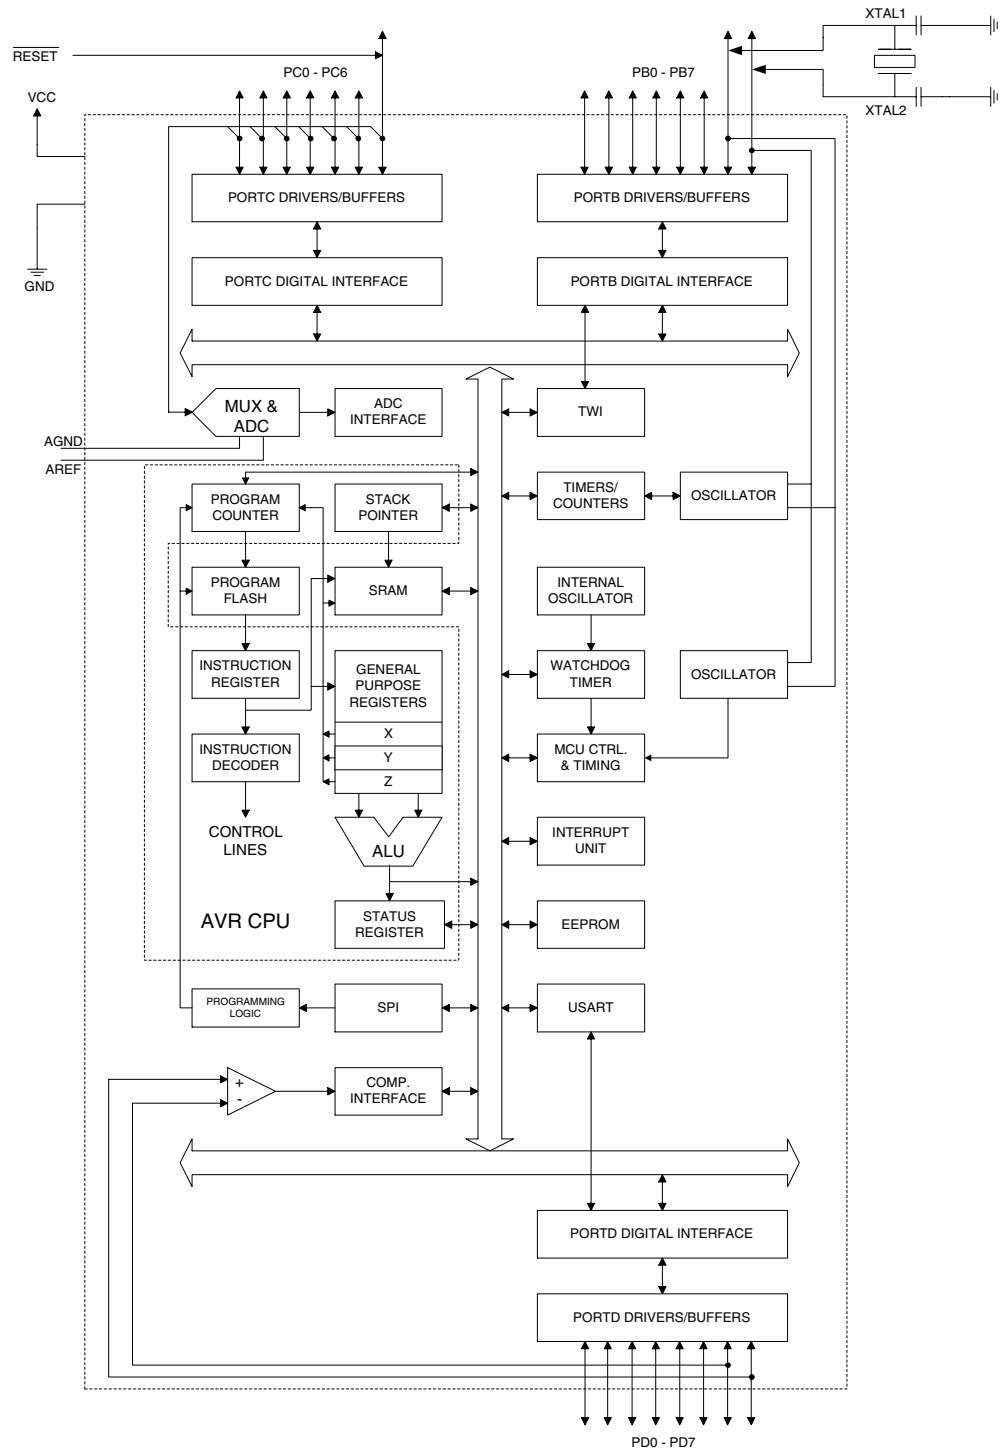 XTAL1
RESET
PC0 - PC6
PB0 - PB7
VCC
XTAL2
PORTC DRIVERS/BUFFERS
PORTB DRIVERS/BUFFERS
GND
PORTC DIGITAL INTERFACE
PORTB DIGITAL INTERFACE
MUX &
ADC
ADC
INTERFACE
TWI
AGND
AREF
PROGRAM
COUNTER
STACK
POINTER
TIMERS/
COUNTERS
OSCILLATOR
PROGRAM
FLASH
SRAM
INTERNAL
OSCILLATOR
INSTRUCTION
REGISTER
GENERAL
PURPOSE
REGISTERS
WATCHDOG
TIMER
OSCILLATOR
X
Y
Z
INSTRUCTION
DECODER
MCU CTRL.
& TIMING
CONTROL
LINES
ALU
INTERRUPT
UNIT
AVR CPU
STATUS
REGISTER
EEPROM
PROGRAMMING
LOGIC
SPI
USART
+
-
COMP.
INTERFACE
PORTD DIGITAL INTERFACE
PORTD DRIVERS/BUFFERS
PD0 - PD7